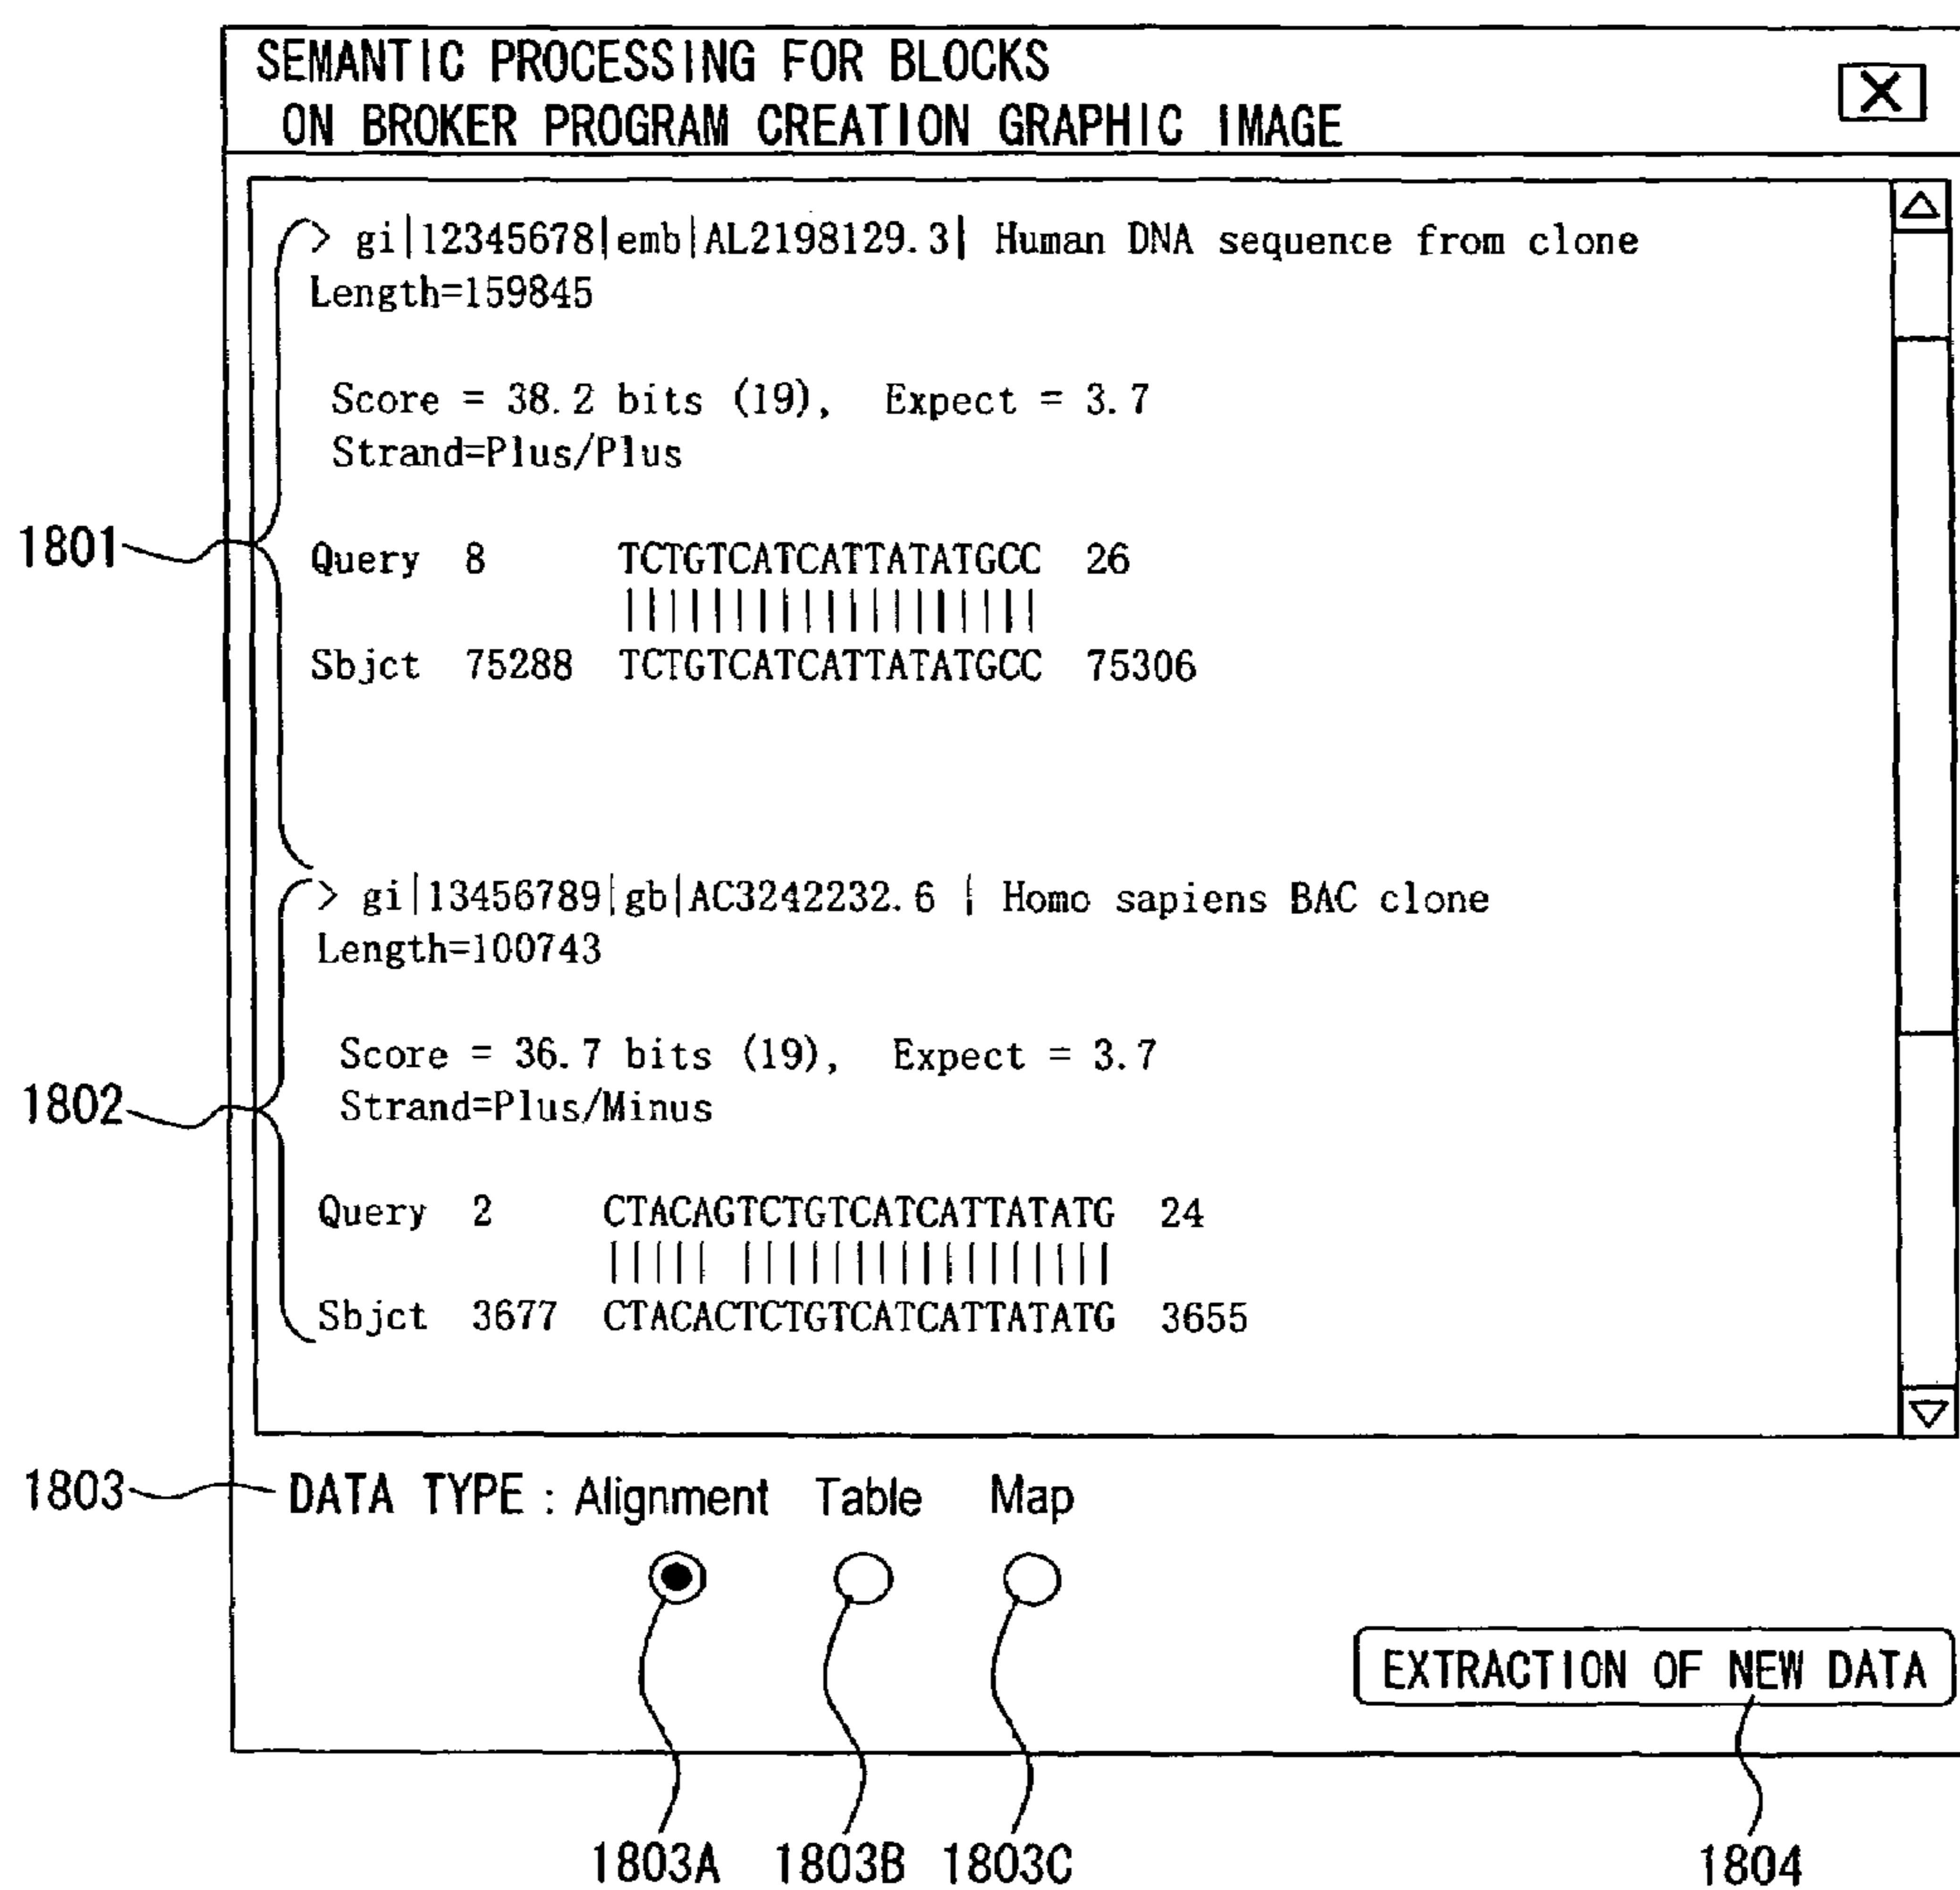 SEMANTIC PROCESSING FOR BLOCKS
ON BROKER PROGRAM CREATION GRAPHIC IMAGE
X
> gi|12345678|emb|AL2198129.3| Human DNA sequence from clone
Length=159845
Score = 38.2 bits (19), Expect = 3.7
Strand=Plus/Plus
1801
Query 8 TCTGTCATCATTATATGCC 26
|||||||||||||||||||
Sbjct 75288 TCTGTCATCATTATATGCC 75306
> gi|13456789|gb|AC3242232.6 | Homo sapiens BAC clone
Length=100743
Score = 36.7 bits (19), Expect = 3.7
Strand=Plus/Minus
1802
Query 2 CTACAGTCTGTCATCATTATATG 24
||||| |||||||||||||||||
Sbjct 3677 CTACACTCTGTCATCATTATATG 3655
1803 DATA TYPE : Alignment Table Map
EXTRACTION OF NEW DATA
1803A 1803B 1803C 1804